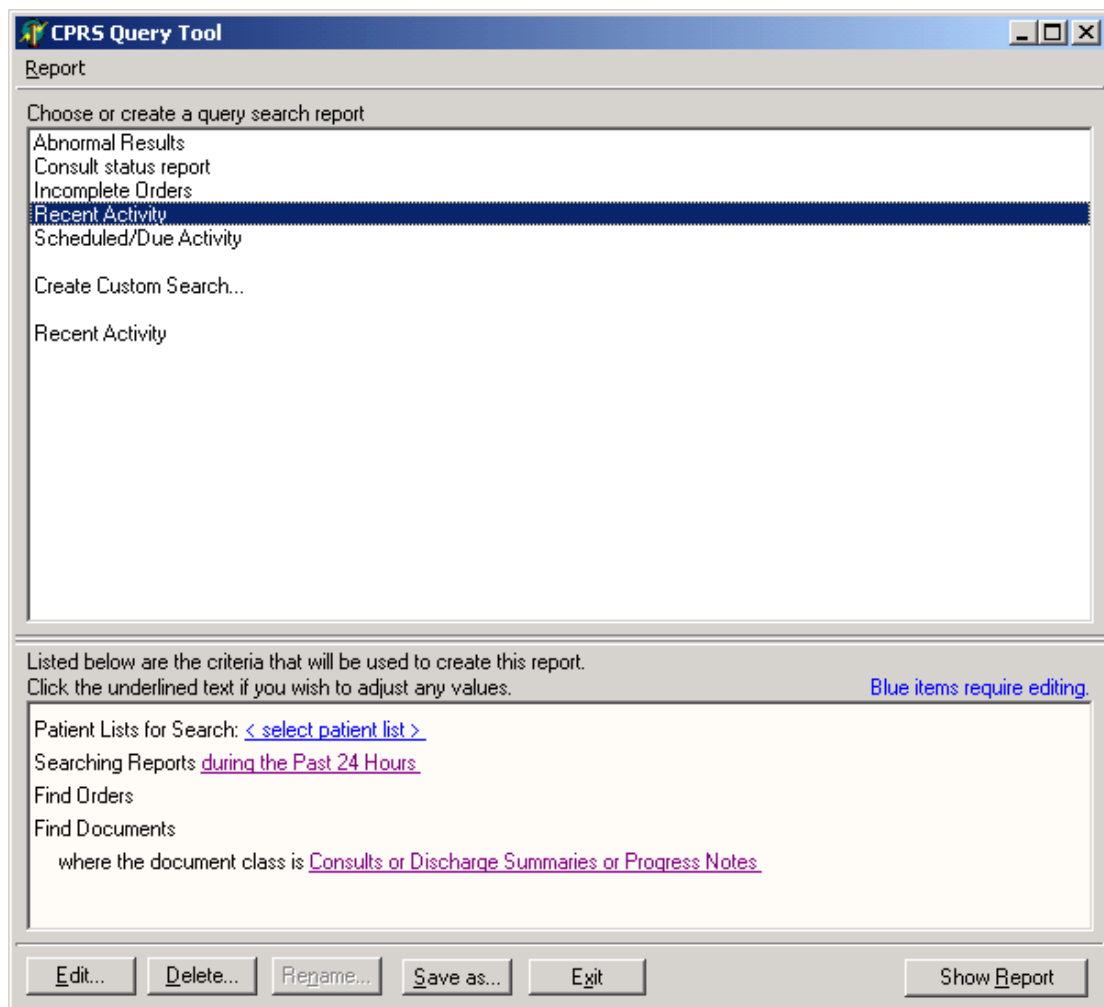 CPRS Query Tool
Report
Choose or create a query search report
Abnormal Results
Consult status report
Incomplete Orders
Recent Activity
Scheduled/Due Activity
Create Custom Search...
Recent Activity
Listed below are the criteria that will be used to create this report.
Click the underlined text if you wish to adjust any values. Blue items require editing.
Patient Lists for Search: < select patient list >
Searching Reports during the Past 24 Hours
Find Orders
Find Documents
where the document class is Consults or Discharge Summaries or Progress Notes
Edit... Delete... Rename... Save as... Exit Show Report